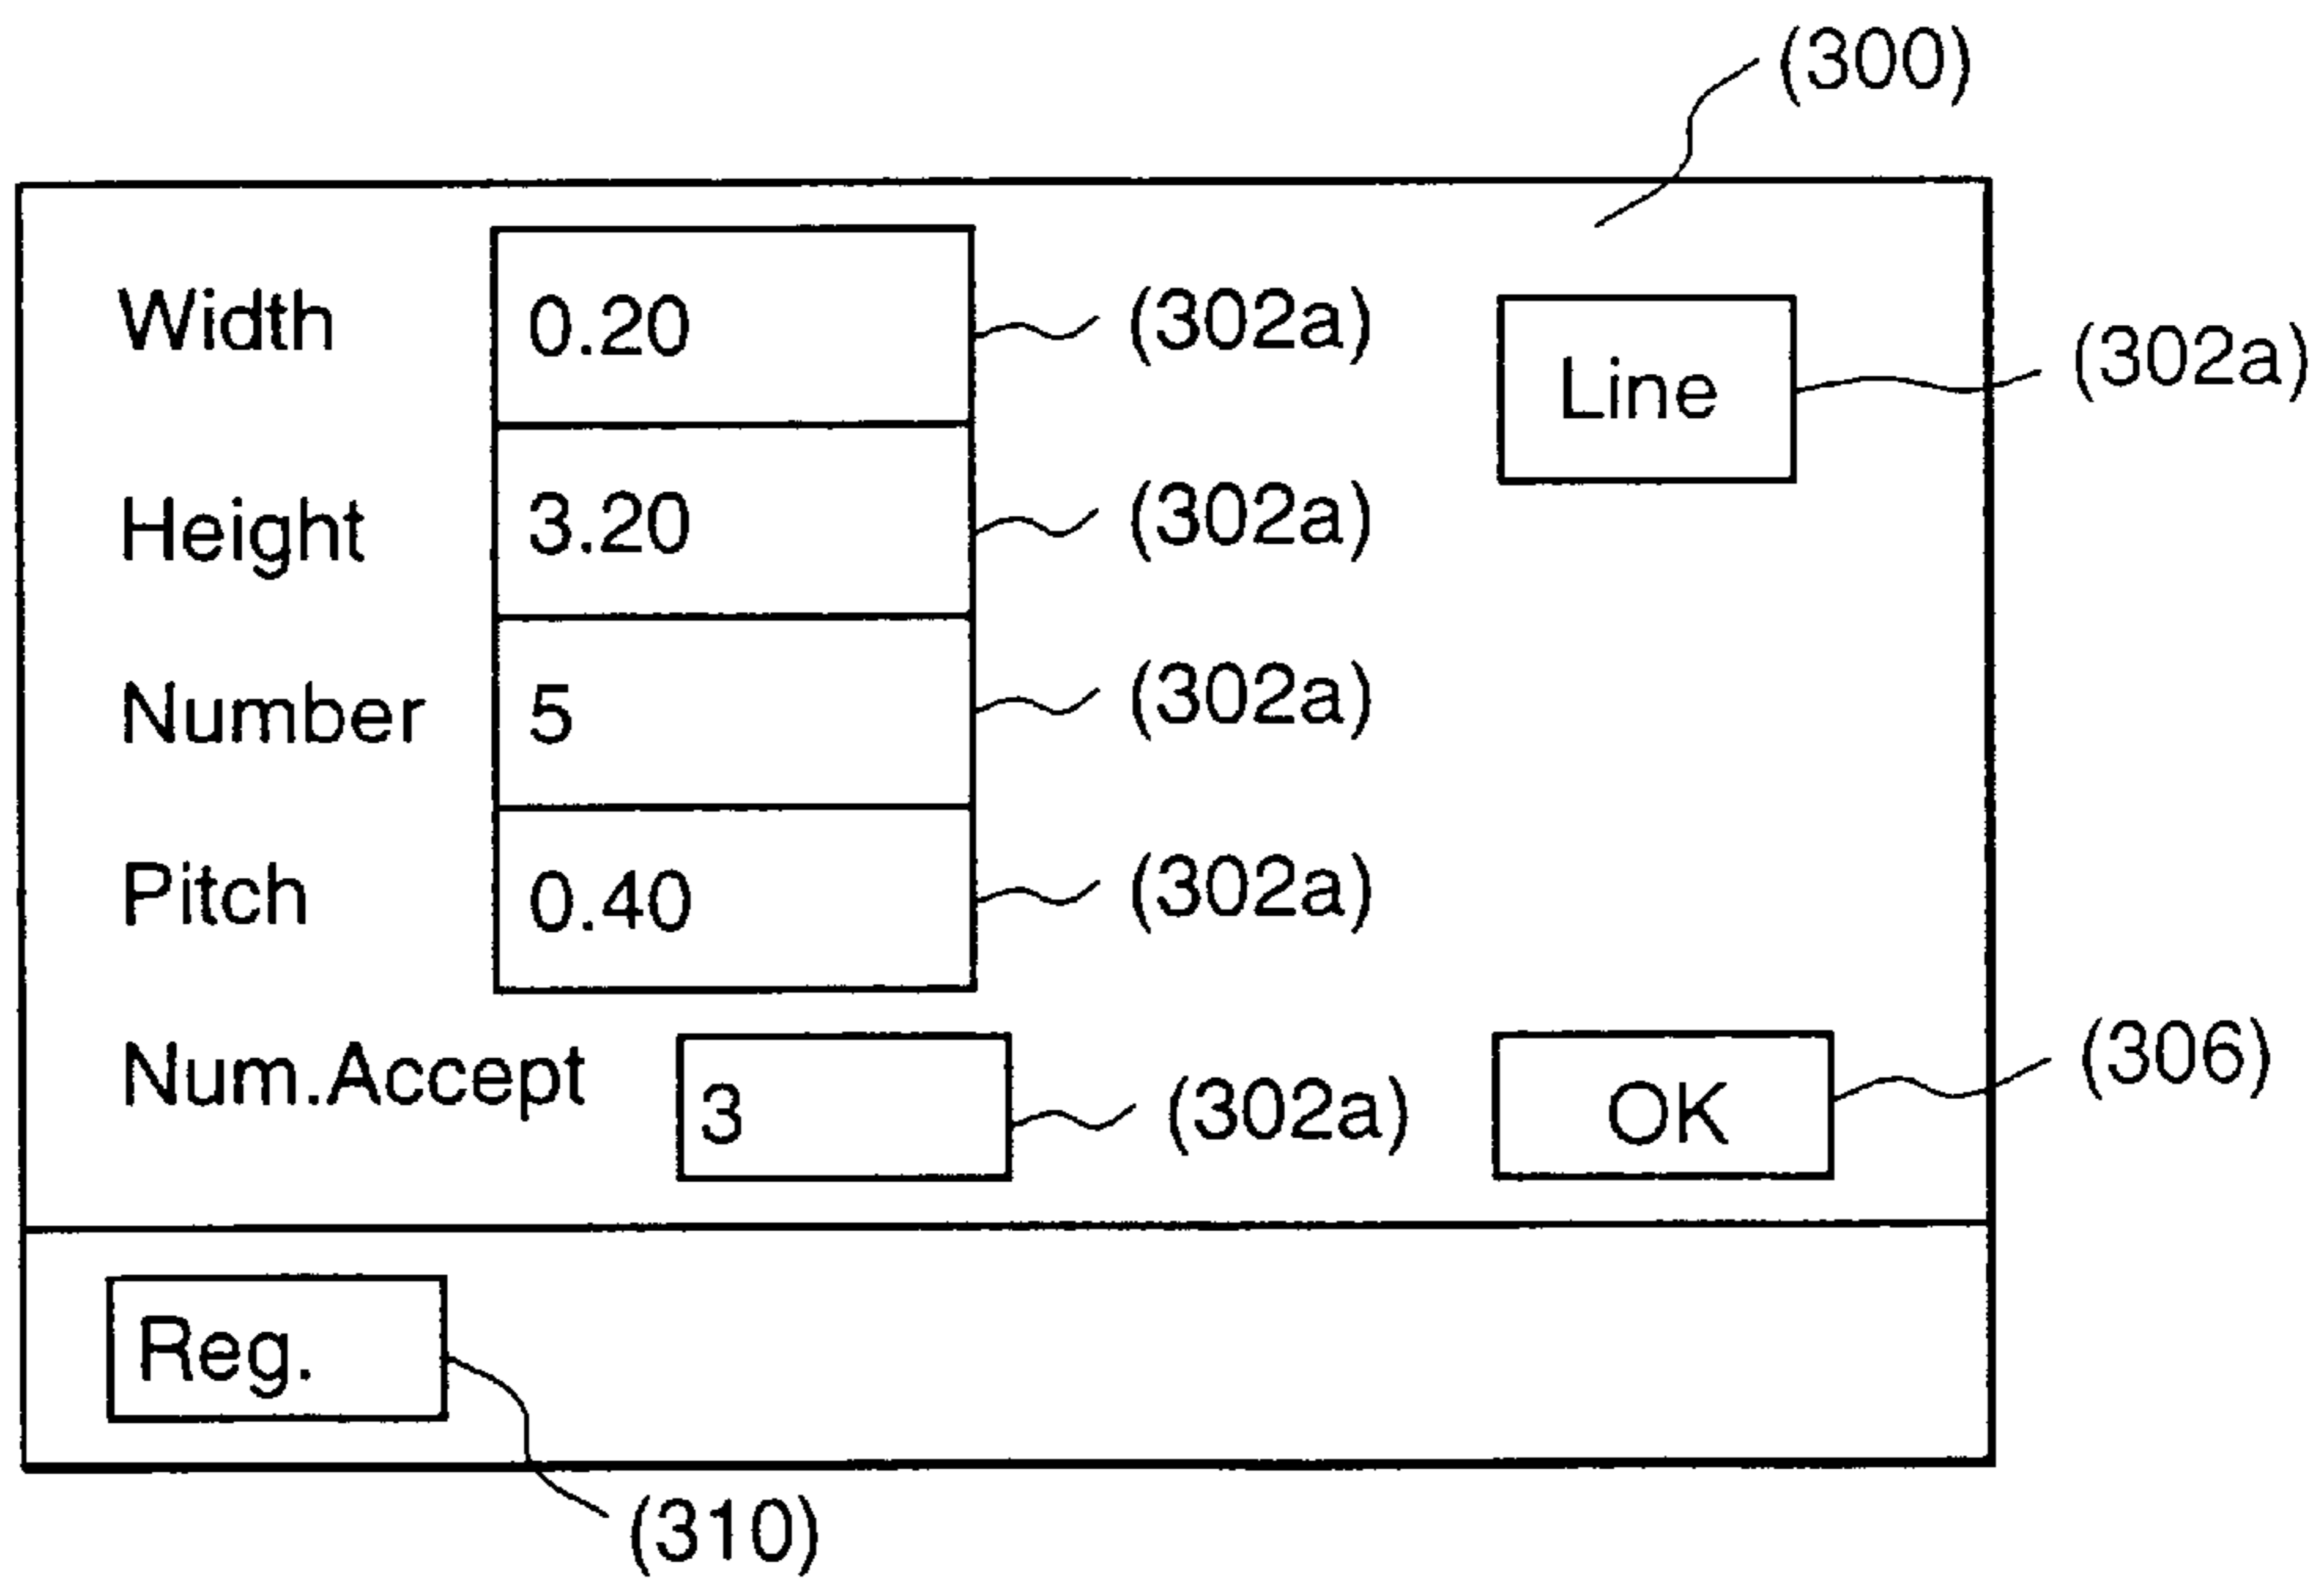 (300)
Width 0.20 (302a) Line (302a)
Height 3.20 (302a)
Number 5 (302a)
Pitch 0.40 (302a)
Num.Accept 3 (302a) OK (306)
Reg.
(310)